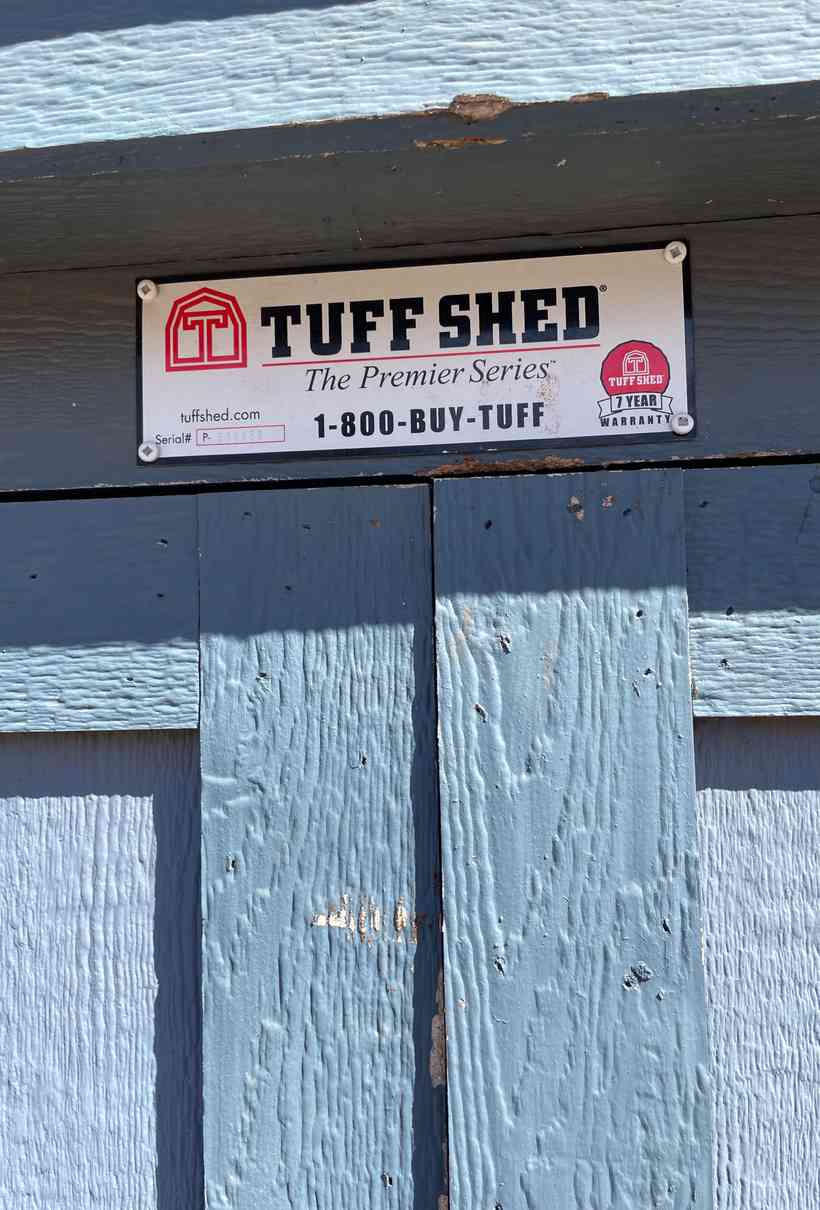 TUFF SHED®
The Premier Series™
tuffshed.com
1-800-BUY-TUFF
Serial# P-
TUFF SHED
7 YEAR
WARRANTY